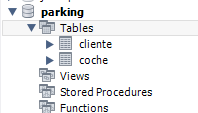 parking
Tables
cliente
coche
Views
Stored Procedures
Functions